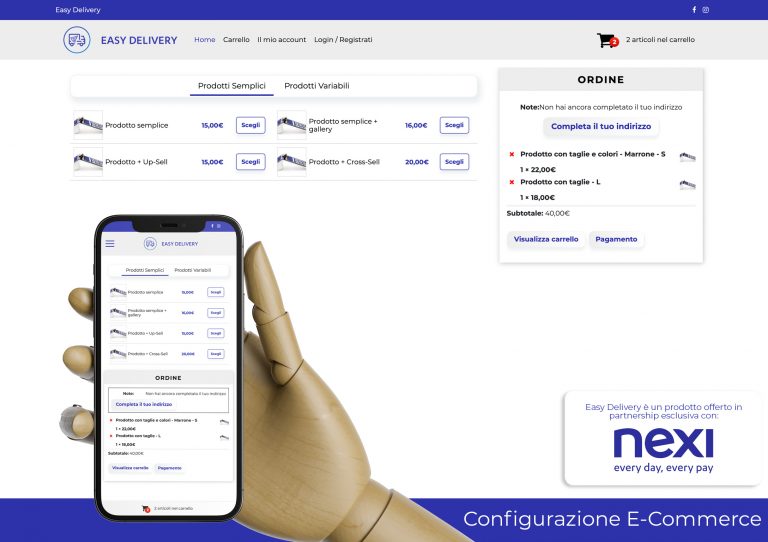 Easy Delivery
EASY DELIVERY
Home Carrello Il mio account Login / Registrati
2
2 articoli nel carrello
Prodotti Semplici Prodotti Variabili
Prodotto semplice 15,00€ Scegli
Prodotto semplice +
gallery 16,00€ Scegli
Prodotto + Up-Sell 15,00€ Scegli
Prodotto + Cross-Sell 20,00€ Scegli
ORDINE
Note:Non hai ancora completato il tuo indirizzo
Completa il tuo indirizzo
Prodotto con taglie e colori - Marrone - S
1 × 22,00€
Prodotto con taglie - L
1 × 18,00€
Subtotale: 40,00€
Visualizza carrello Pagamento
EASY DELIVERY
Prodotti Semplici Prodotti Variabili
Prodotto semplice 15,00€ Scegli
Prodotto semplice +
gallery 16,00€ Scegli
Prodotto + Up-Sell 15,00€ Scegli
Prodotto + Cross-Sell 20,00€ Scegli
ORDINE
Note: Non hai ancora completato il tuo indirizzo
Completa il tuo indirizzo
Prodotto con taglie e colori - Marrone - S
1 × 22,00€
Prodotto con taglie - L
1 × 18,00€
Subtotale: 40,00€
Visualizza carrello Pagamento
2 articoli nel carrello
Easy Delivery è un prodotto offerto in
partnership esclusiva con:
nexi
every day, every pay
Configurazione E-Commerce